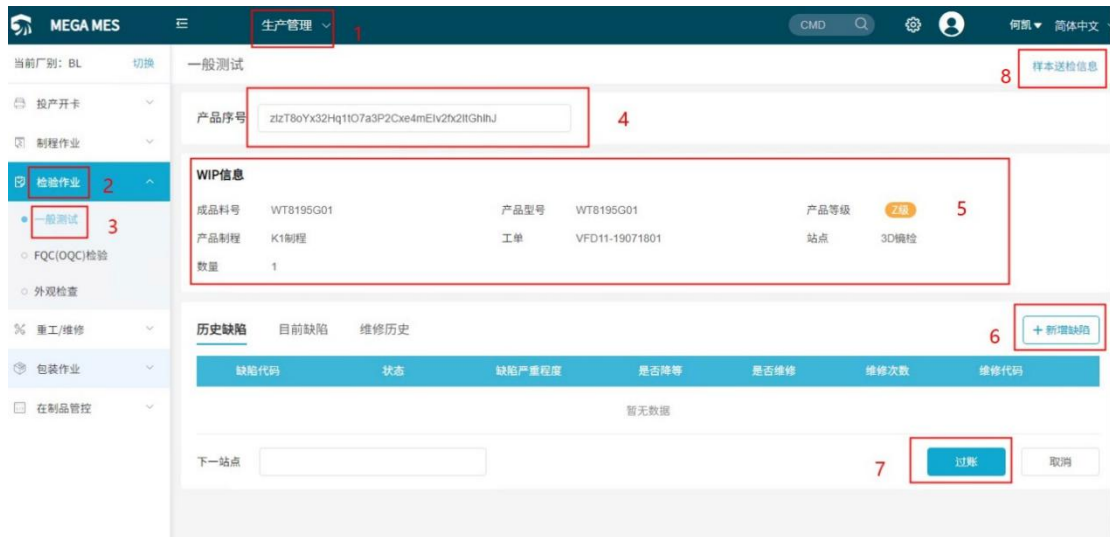 MEGA MES 生产管理 1 CMD 何凯 简体中文
当前厂别：BL 切换 一般测试 8 样本送检信息
投产开卡
产品序号 zIzT8oYx32Hq1tO7a3P2Cxe4mEIv2fx2ItGhIhJ 4
制程作业
检验作业 2 WIP信息
一般测试 3 成品料号 WT8195G01 产品型号 WT8195G01 产品等级 Z级 5
产品制程 K1制程 工单 VFD11-19071801 站点 3D镜检
FQC(OQC)检验
数量 1
外观检查
重工/维修 历史缺陷 目前缺陷 维修历史 6 +新增缺陷
包装作业 缺陷代码 状态 缺陷严重程度 是否降等 是否维修 维修次数 维修代码
在制品管控 暂无数据
下一站点 7 过账 取消